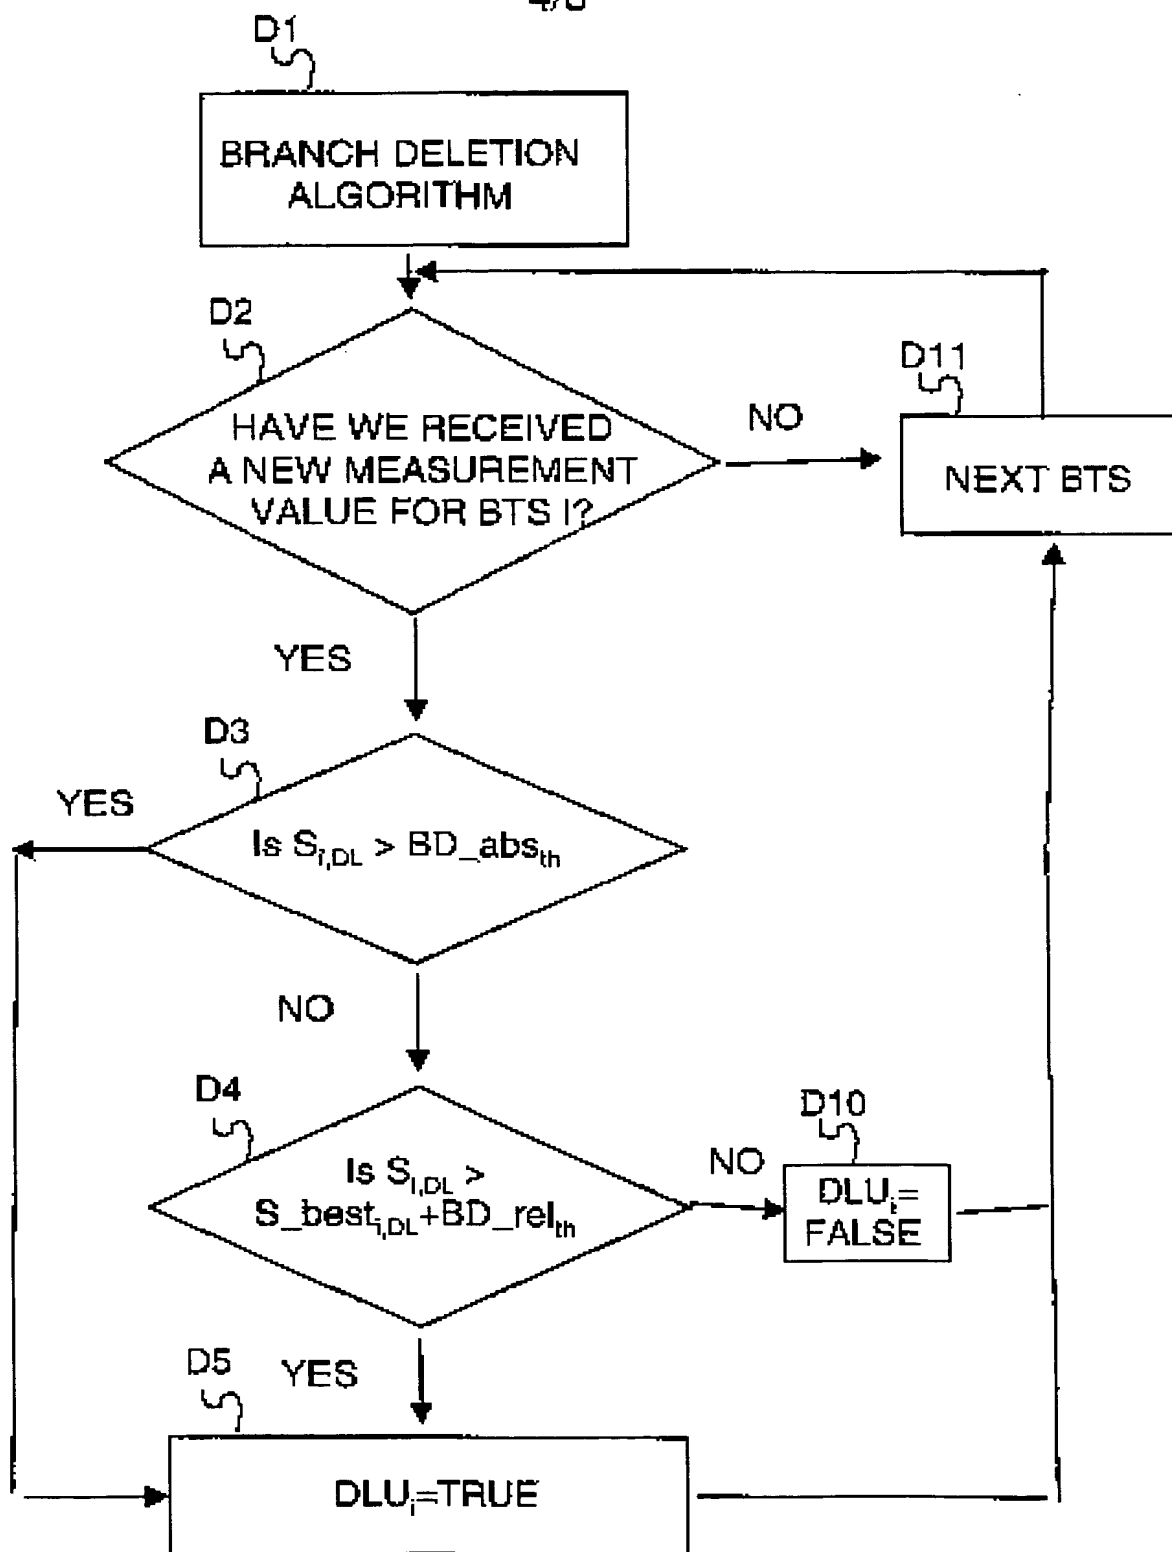 D1
BRANCH DELETION
ALGORITHM
D2
HAVE WE RECEIVED
A NEW MEASUREMENT
VALUE FOR BTS I?
NO
D11
NEXT BTS
YES
D3
YES
Is S_{i,DL} > BD_abs_{th}
NO
D4
Is S_{i,DL} >
S_best_{i,DL}+BD_rel_{th}
NO
D10
DLU_i=
FALSE
D5
YES
DLU_i=TRUE